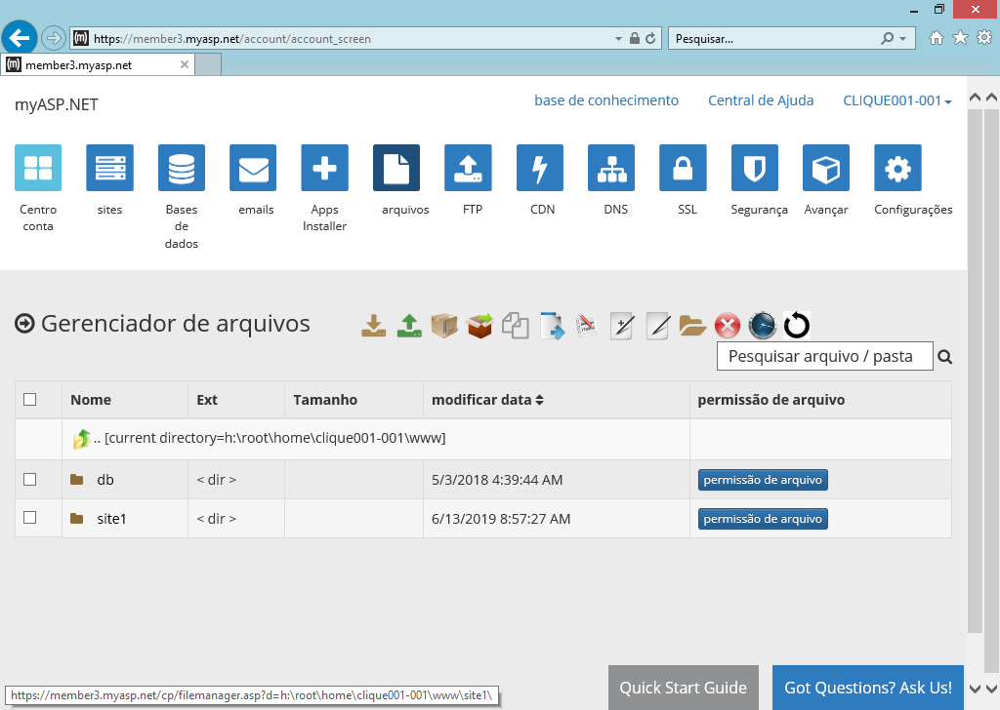 https://member3.myasp.net/account/account_screen
Pesquisar...
member3.myasp.net
myASP.NET
base de conhecimento
Central de Ajuda
CLIQUE001-001
Centro conta
sites
Bases de dados
emails
Apps Installer
arquivos
FTP
CDN
DNS
SSL
Segurança
Avançar
Configurações
Gerenciador de arquivos
Pesquisar arquivo / pasta
Nome Ext Tamanho modificar data permissão de arquivo
.. [current directory=h:\root\home\clique001-001\www]
db < dir > 5/3/2018 4:39:44 AM permissão de arquivo
site1 < dir > 6/13/2019 8:57:27 AM permissão de arquivo
Quick Start Guide
Got Questions? Ask Us!
https://member3.myasp.net/cp/filemanager.asp?d=h:\root\home\clique001-001\www\site1\